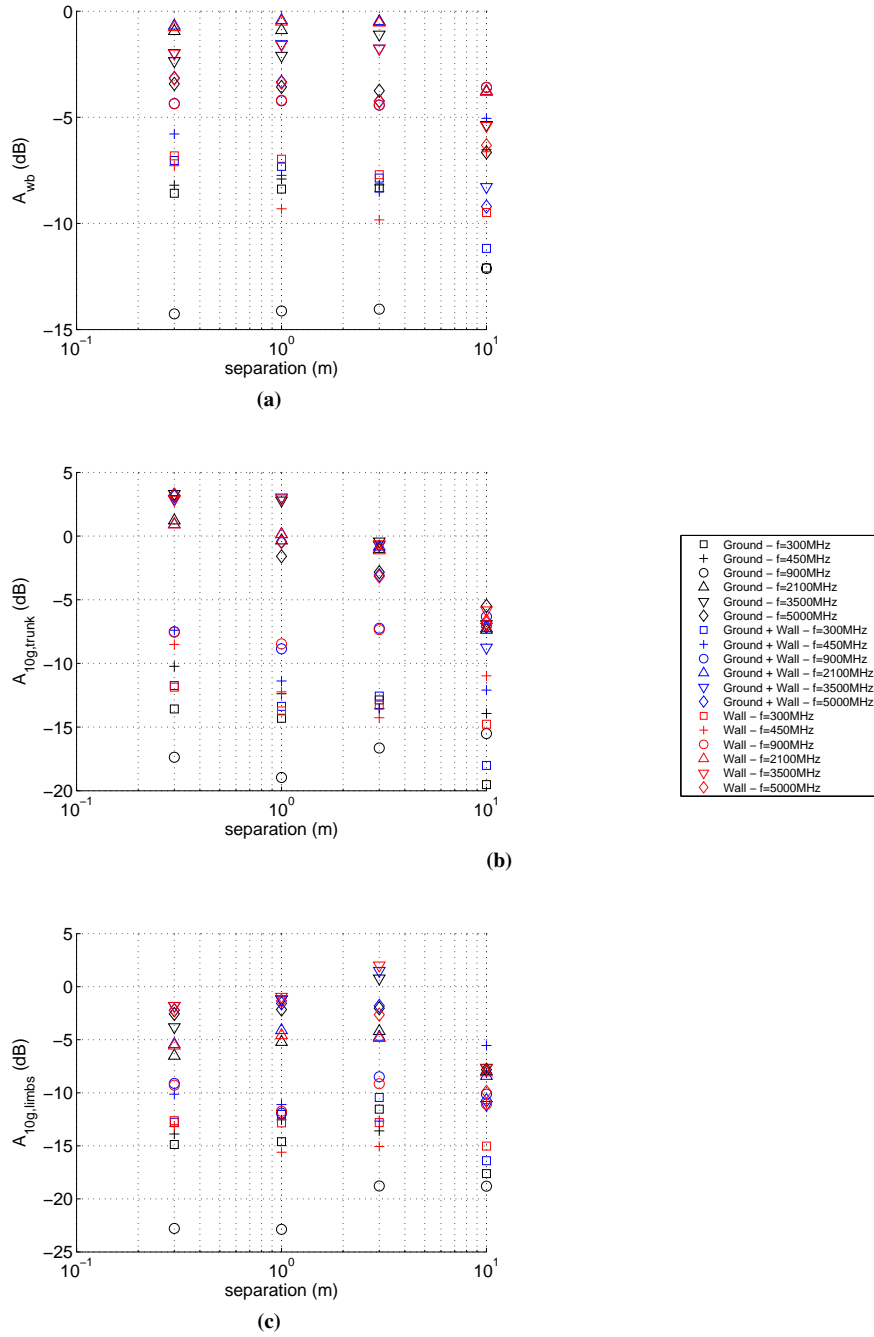 0
−5
−10
−15
A_wb (dB)
10^−1
10^0
10^1
separation (m)
(a)
5
0
−5
−10
−15
−20
A_10g,trunk (dB)
10^−1
10^0
10^1
separation (m)
(b)
Ground − f=300MHz
Ground − f=450MHz
Ground − f=900MHz
Ground − f=2100MHz
Ground − f=3500MHz
Ground − f=5000MHz
Ground + Wall − f=300MHz
Ground + Wall − f=450MHz
Ground + Wall − f=900MHz
Ground + Wall − f=2100MHz
Ground + Wall − f=3500MHz
Ground + Wall − f=5000MHz
Wall − f=300MHz
Wall − f=450MHz
Wall − f=900MHz
Wall − f=2100MHz
Wall − f=3500MHz
Wall − f=5000MHz
5
0
−5
−10
−15
−20
−25
A_10g,limbs (dB)
10^−1
10^0
10^1
separation (m)
(c)